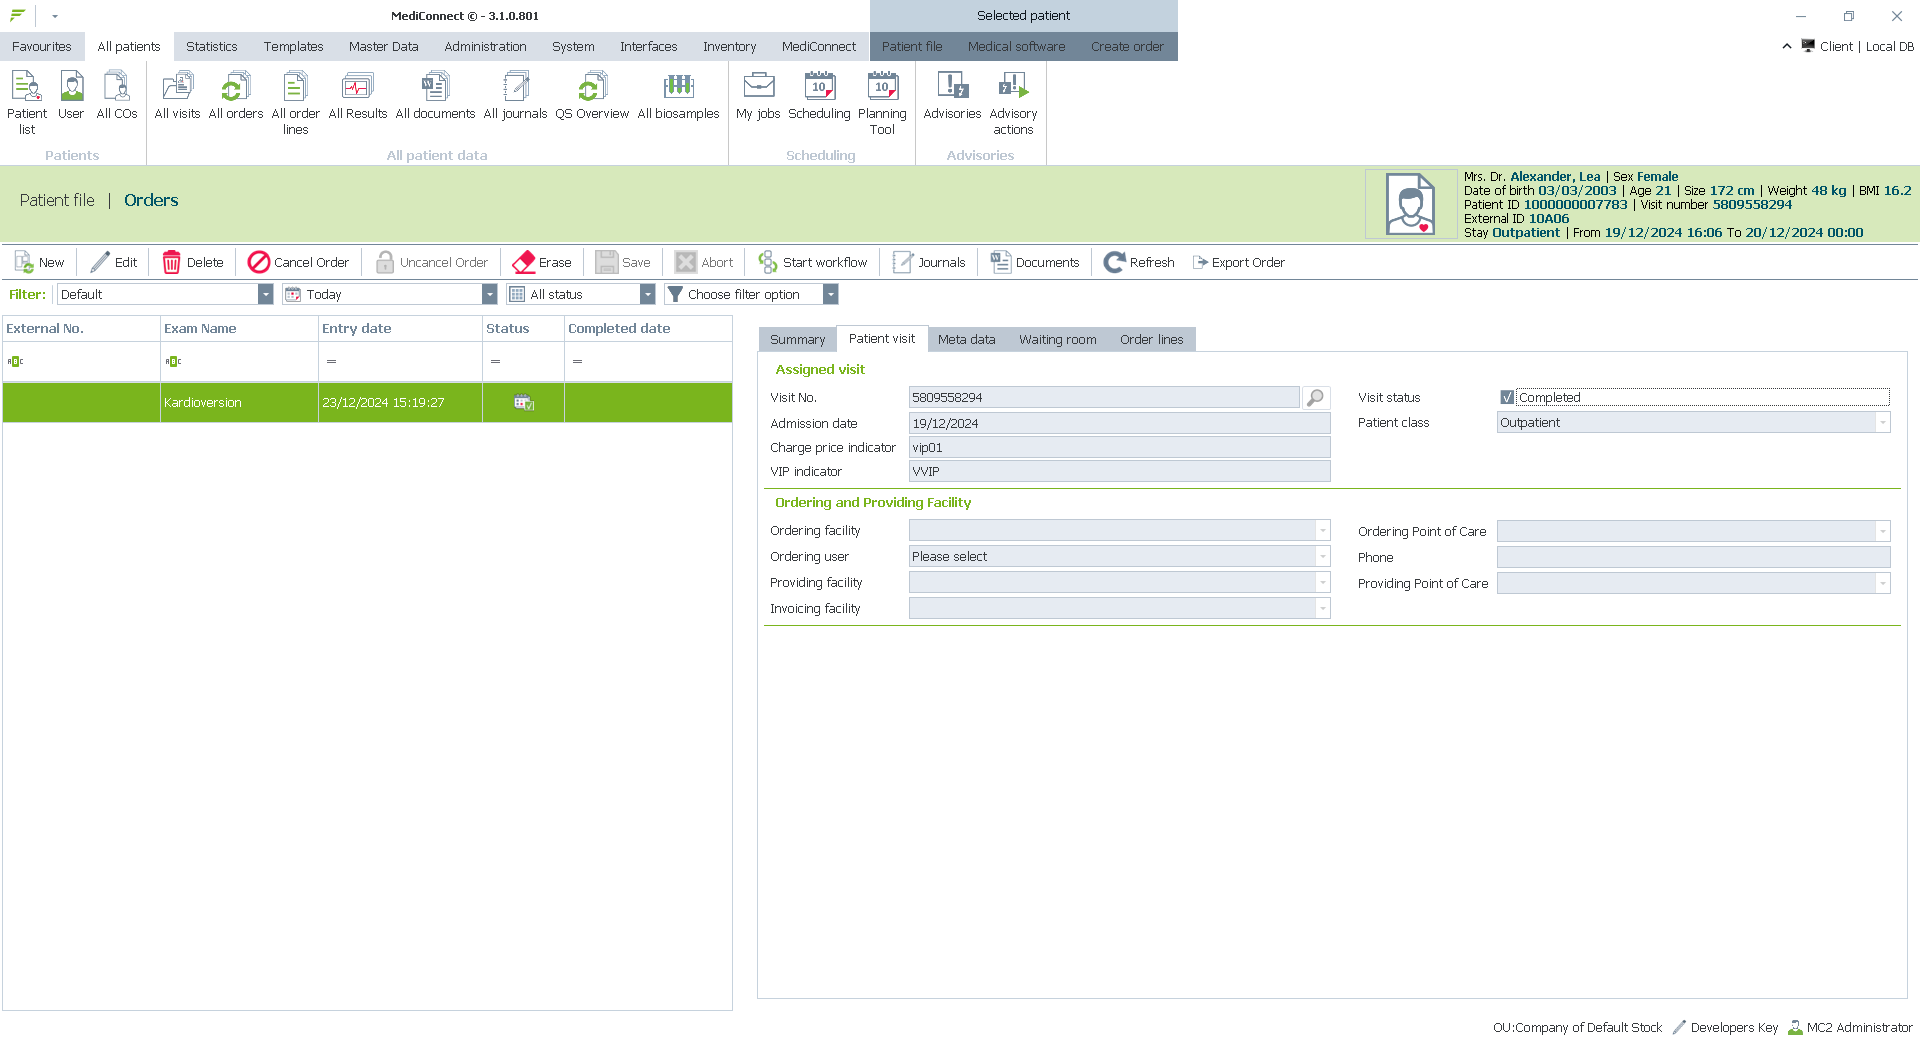 MediConnect © - 3.1.0.801
Selected patient
Favourites All patients Statistics Templates Master Data Administration System Interfaces Inventory MediConnect Patient file Medical software Create order
Client | Local DB
Patient list User All COs All visits All orders All order lines All Results All documents All journals QS Overview All biosamples My jobs Scheduling Planning Tool Advisories Advisory actions
Patients All patient data Scheduling Advisories
Patient file | Orders
Mrs. Dr. Alexander, Lea | Sex Female
Date of birth 03/03/2003 | Age 21 | Size 172 cm | Weight 48 kg | BMI 16.2
Patient ID 1000000007783 | Visit number 5809558294
External ID 10A06
Stay Outpatient | From 19/12/2024 16:06 To 20/12/2024 00:00
New Edit Delete Cancel Order Uncancel Order Erase Save Abort Start workflow Journals Documents Refresh Export Order
Filter: Default Today All status Choose filter option
External No. Exam Name Entry date Status Completed date
ABC ABC = = =
Kardioversion 23/12/2024 15:19:27
Summary Patient visit Meta data Waiting room Order lines
Assigned visit
Visit No. 5809558294 Visit status Completed
Admission date 19/12/2024 Patient class Outpatient
Charge price indicator vip01
VIP indicator VVIP
Ordering and Providing Facility
Ordering facility Ordering Point of Care
Ordering user Please select Phone
Providing facility Providing Point of Care
Invoicing facility
OU:Company of Default Stock Developers Key MC2 Administrator